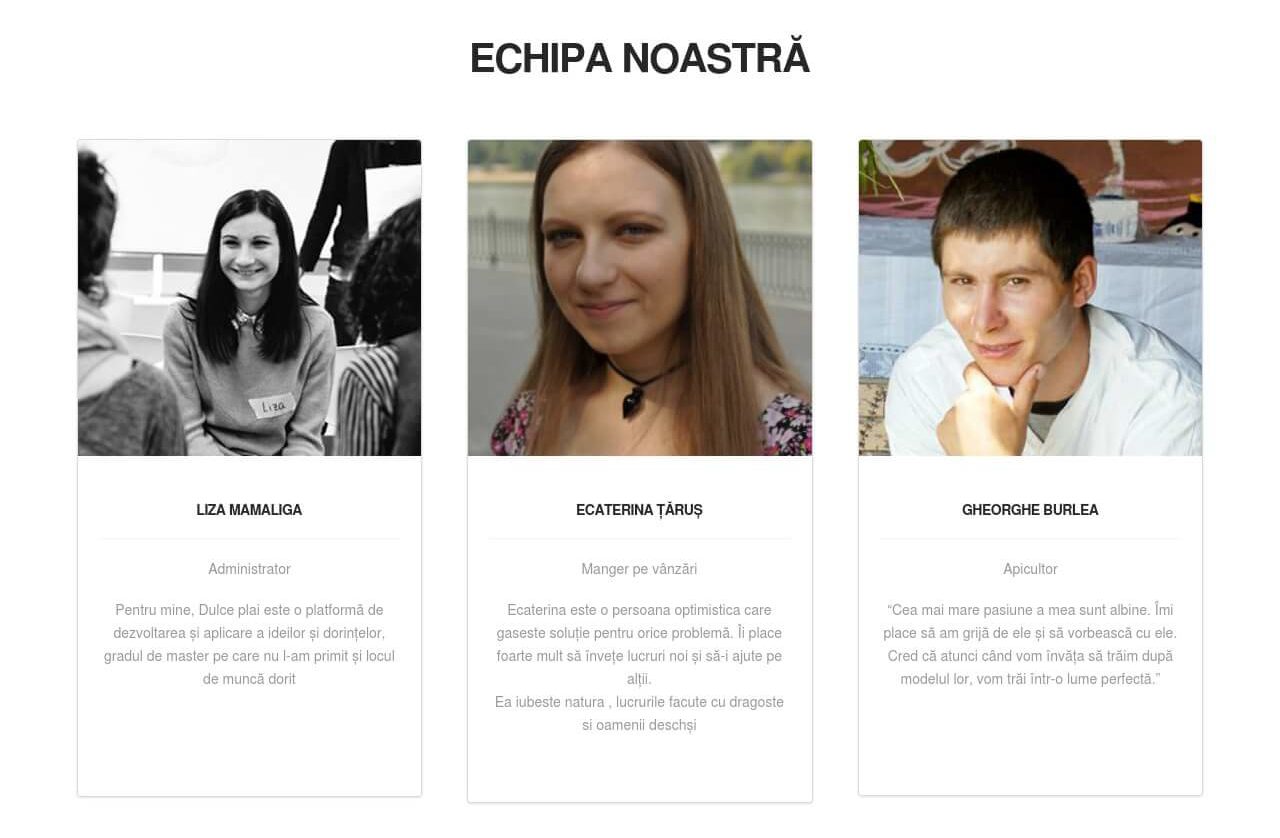 ECHIPA NOASTRĂ
Liza
LIZA MAMALIGA
Administrator
Pentru mine, Dulce plai este o platformă de
dezvoltarea și aplicare a ideilor și dorințelor,
gradul de master pe care nu l-am primit și locul
de muncă dorit
ECATERINA ȚĂRUȘ
Manger pe vânzări
Ecaterina este o persoana optimistica care
gaseste soluție pentru orice problemă. Îi place
foarte mult să învețe lucruri noi și să-i ajute pe
alții.
Ea iubeste natura , lucrurile facute cu dragoste
si oamenii deschși
GHEORGHE BURLEA
Apicultor
“Cea mai mare pasiune a mea sunt albine. Îmi
place să am grijă de ele și să vorbească cu ele.
Cred că atunci când vom învăța să trăim după
modelul lor, vom trăi într-o lume perfectă.”